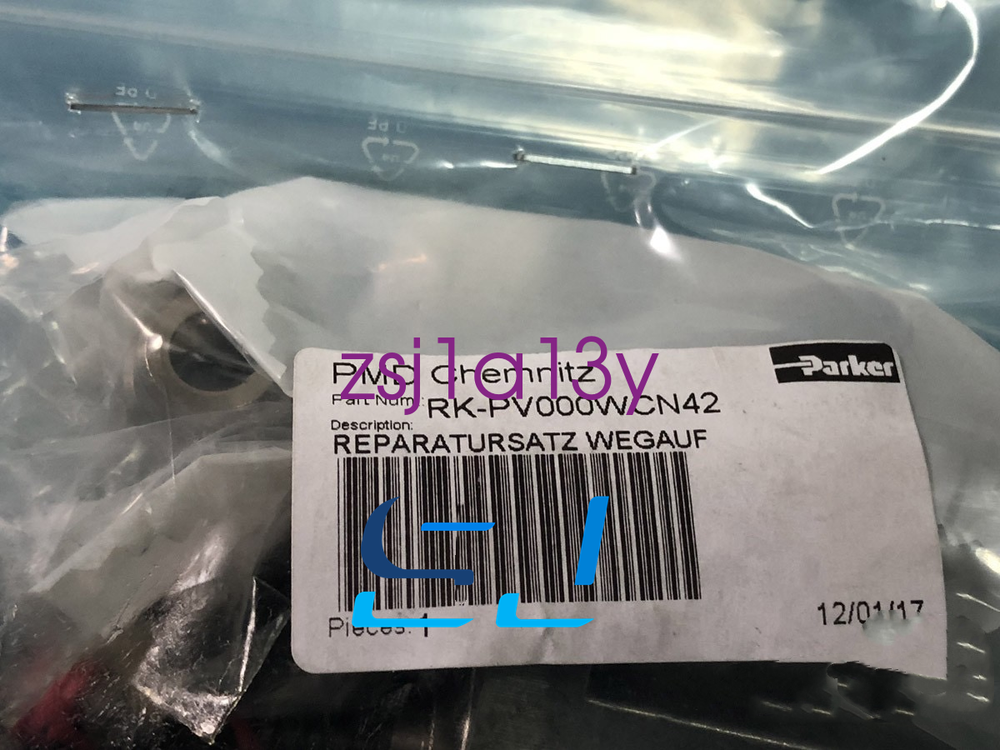 zsj1a13y
PMD Chemnitz
Parker
Part Num.: RK-PV000WCN42
Description:
REPARATURSATZ WEGAUF
Pieces: 1
12/01/17